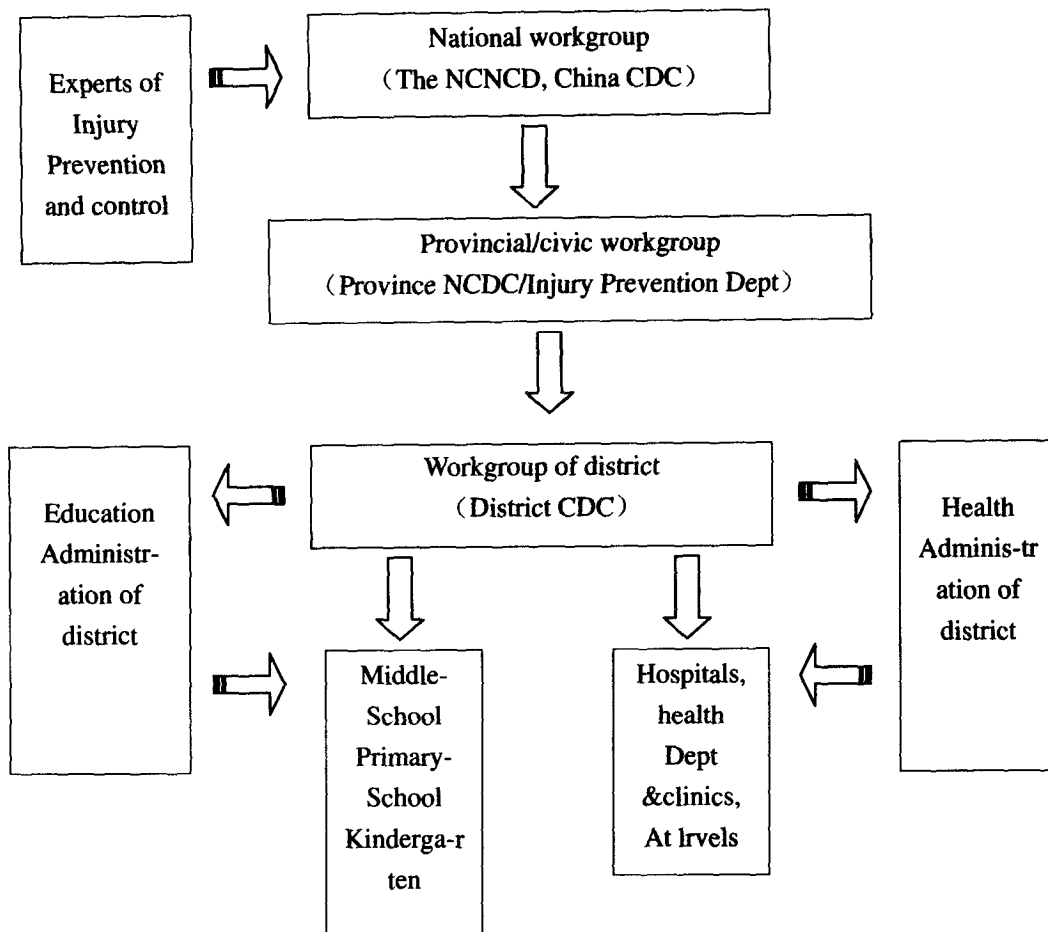 Experts of
Injury
Prevention
and control
National workgroup
（The NCNCD, China CDC）
Provincial/civic workgroup
（Province NCDC/Injury Prevention Dept）
Workgroup of district
（District CDC）
Education
Administr-
ation of
district
Health
Adminis-tr
ation of
district
Middle-
School
Primary-
School
Kinderga-r
ten
Hospitals,
health
Dept
&clinics,
At lrvels